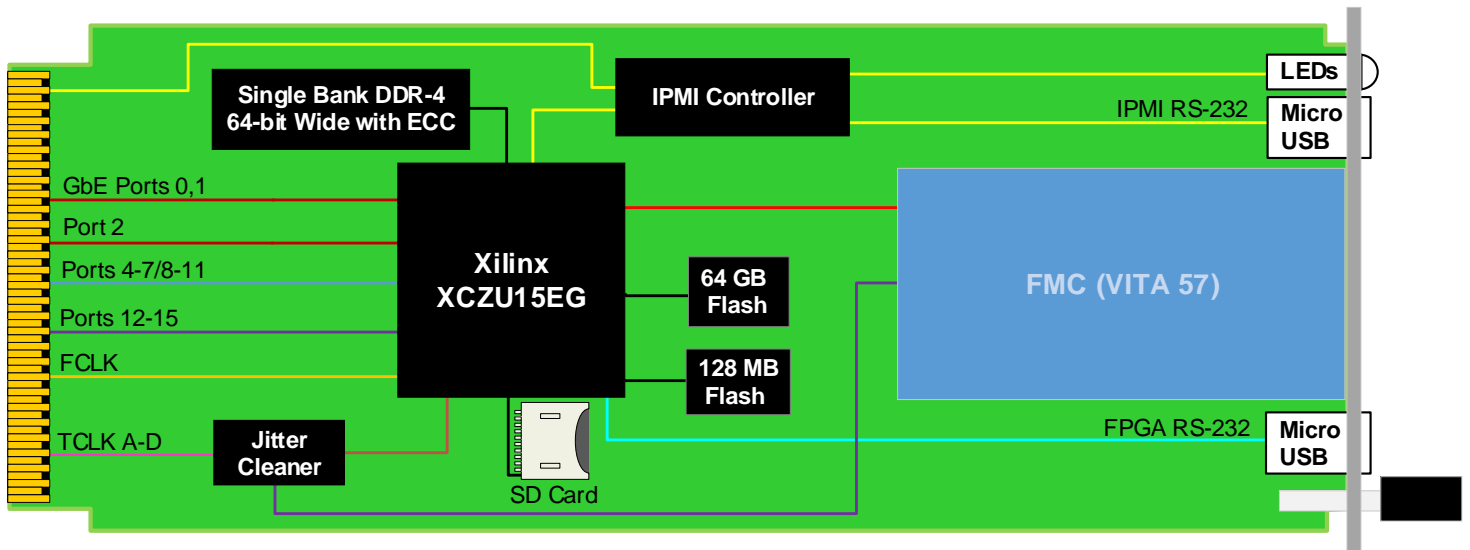 LEDs
Single Bank DDR-4
64-bit Wide with ECC
IPMI Controller
IPMI RS-232
Micro
USB
GbE Ports 0,1
Port 2
Ports 4-7/8-11
Ports 12-15
FCLK
TCLK A-D
Xilinx
XCZU15EG
64 GB
Flash
128 MB
Flash
FMC (VITA 57)
Jitter
Cleaner
SD Card
FPGA RS-232
Micro
USB